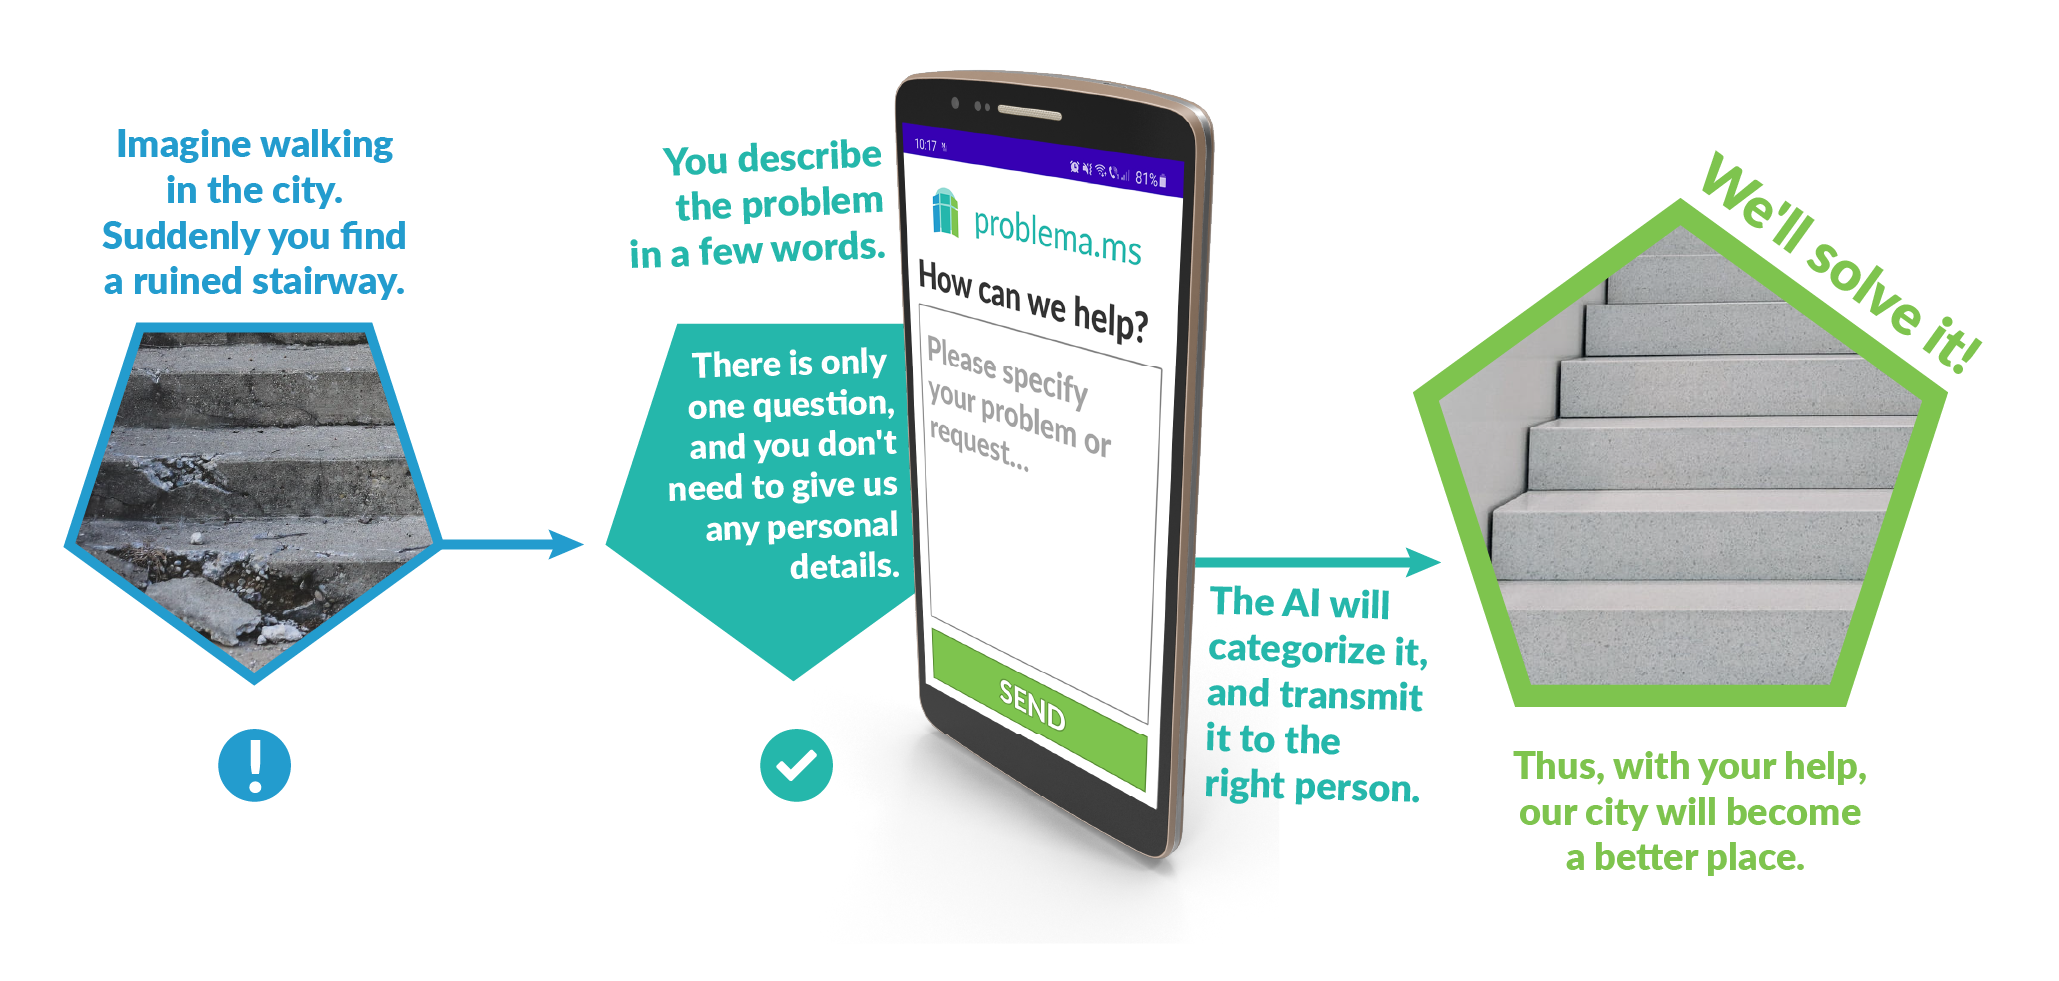 Imagine walking
in the city.
Suddenly you find
a ruined stairway.
You describe
the problem
in a few words.
There is only
one question,
and you don't
need to give us
any personal
details.
10:17
81%
problema.ms
How can we help?
Please specify
your problem or
request...
SEND
The AI will
categorize it,
and transmit
it to the
right person.
We'll solve it!
Thus, with your help,
our city will become
a better place.